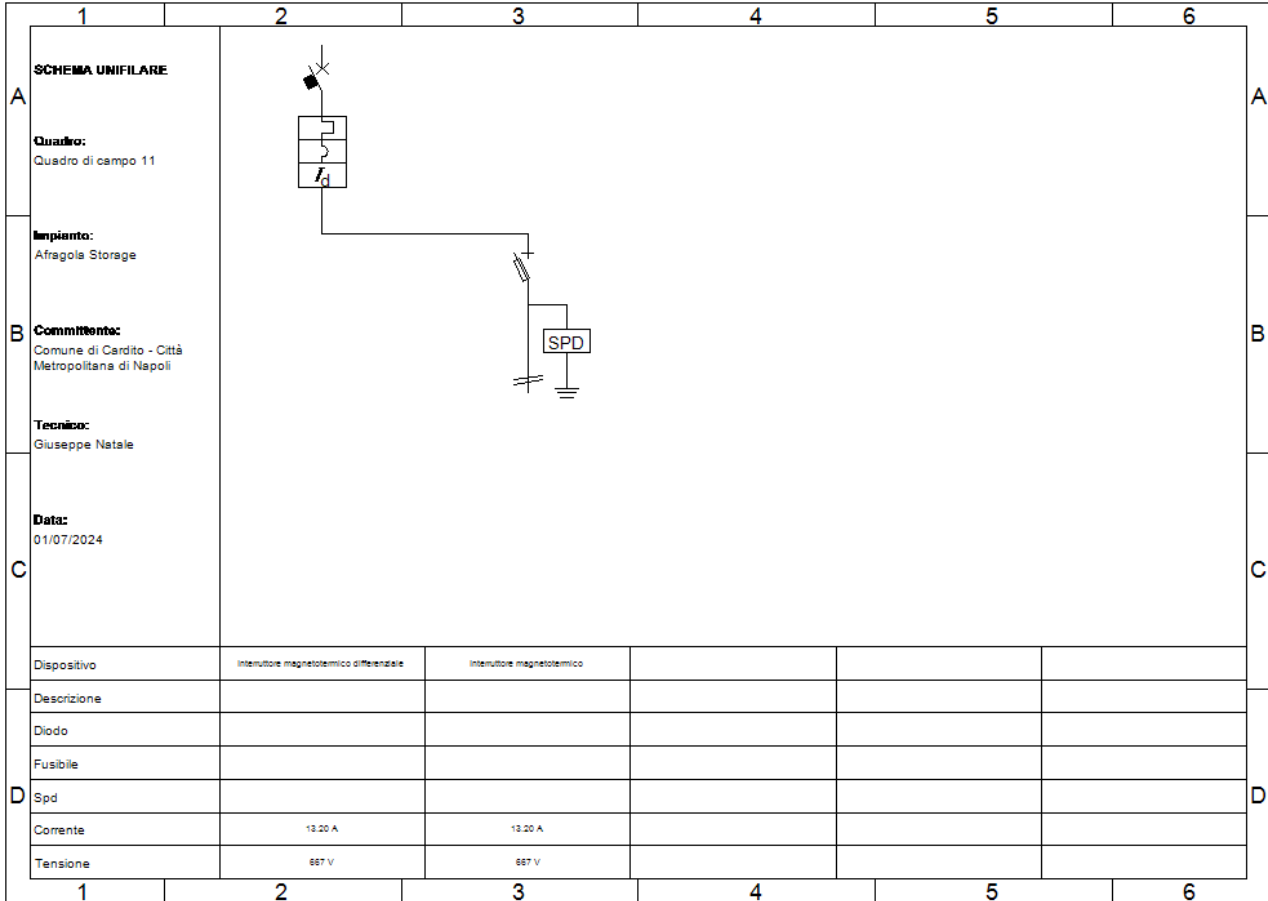 1 2 3 4 5 6
A A
SCHEMA UNIFILARE
Quadro:
Quadro di campo 11
Id
Impianto:
Afragola Storage
B B
Committente:
Comune di Cardito - Città
Metropolitana di Napoli
SPD
Tecnico:
Giuseppe Natale
Data:
01/07/2024
C C
Dispositivo Interruttore magnetotermico differenziale Interruttore magnetotermico
Descrizione
Diodo
Fusibile
D D
Spd
Corrente 13.20 A 13.20 A
Tensione 667 V 667 V
1 2 3 4 5 6